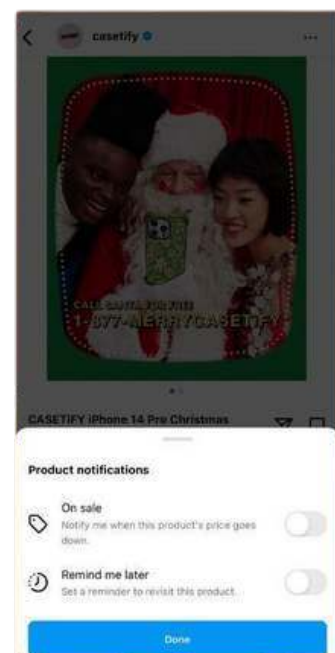 casetify
CALL SANTA FOR FREE
1-877-MERRYCASETIFY
CASETiFY iPhone 14 Pro Christmas
Product notifications
On sale
Notify me when this product's price goes
down.
Remind me later
Set a reminder to revisit this product.
Done